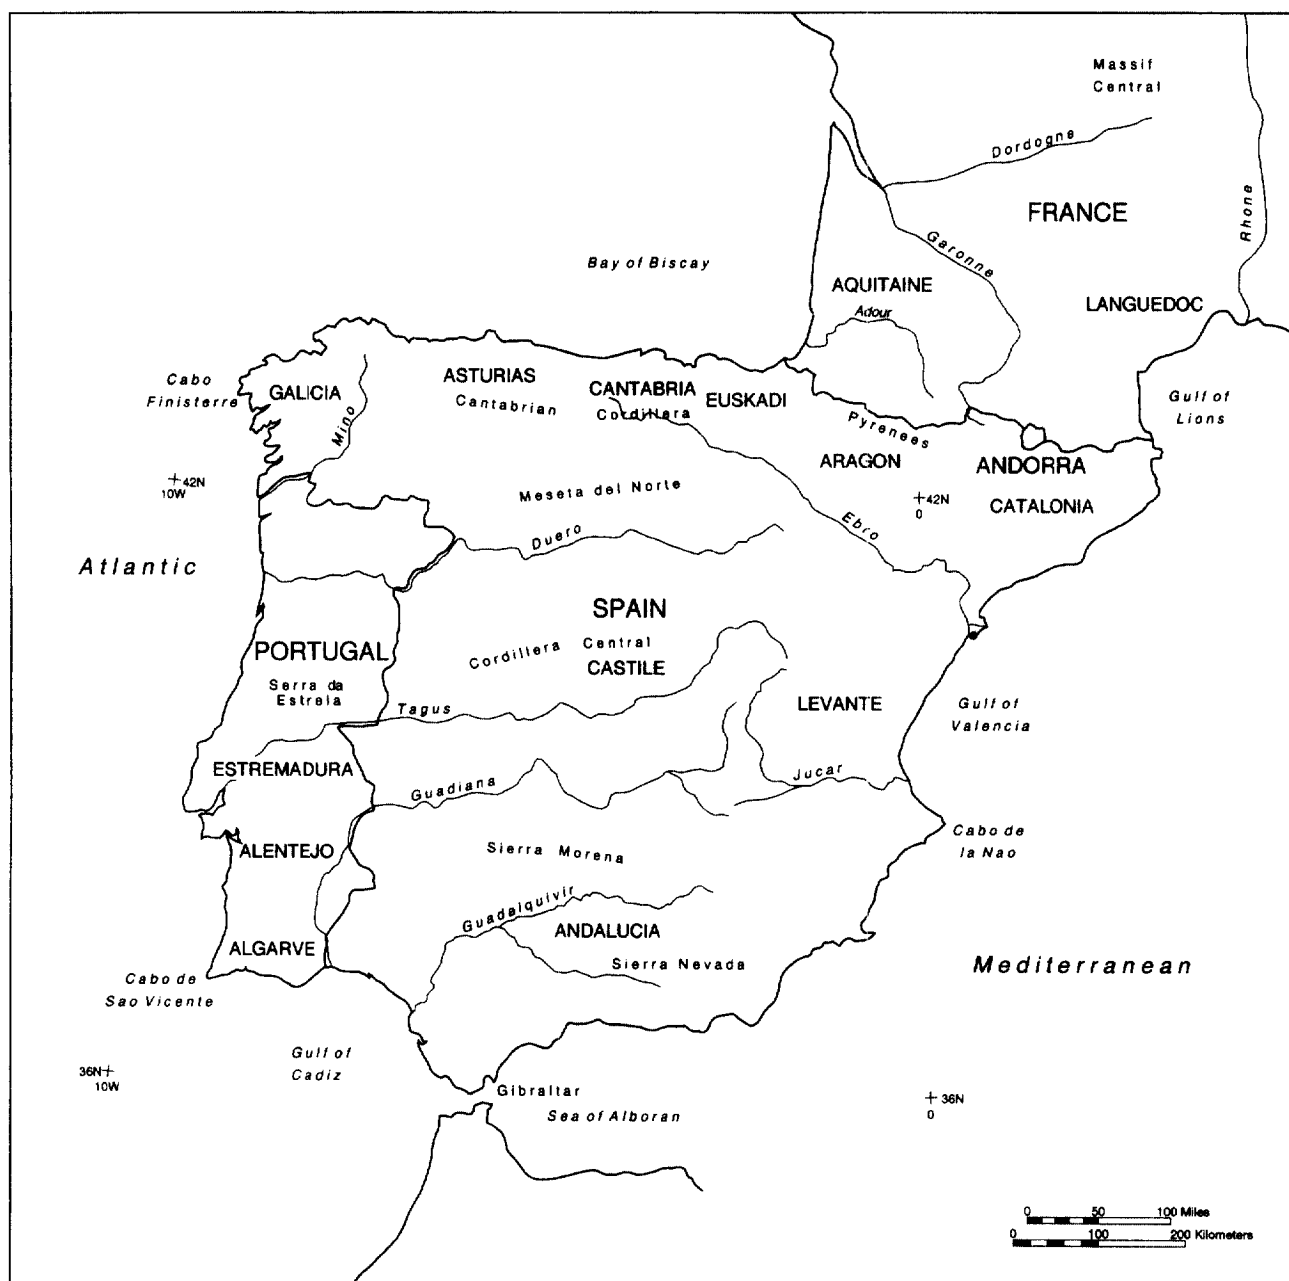 Massif
Central
Dordogne
FRANCE
Rhone
Garonne
Bay of Biscay
AQUITAINE
Adour
LANGUEDOC
Cabo
Finisterre
GALICIA
Mino
ASTURIAS
Cantabrian
CANTABRIA
Cordillera
EUSKADI
Gulf of
Lions
Pyrenees
ARAGON
ANDORRA
CATALONIA
42N
10W
Meseta del Norte
42N
0
Duero
Ebro
Atlantic
SPAIN
PORTUGAL
Cordillera Central
CASTILE
Serra da
Estrela
Tagus
LEVANTE
Gulf of
Valencia
ESTREMADURA
Guadiana
Jucar
Cabo de
la Nao
ALENTEJO
Sierra Morena
Guadalquivir
ANDALUCIA
ALGARVE
Sierra Nevada
Mediterranean
Cabo de
Sao Vicente
Gulf of
Cadiz
36N
10W
Gibraltar
Sea of Alboran
36N
0
0 50 100 Miles
0 100 200 Kilometers